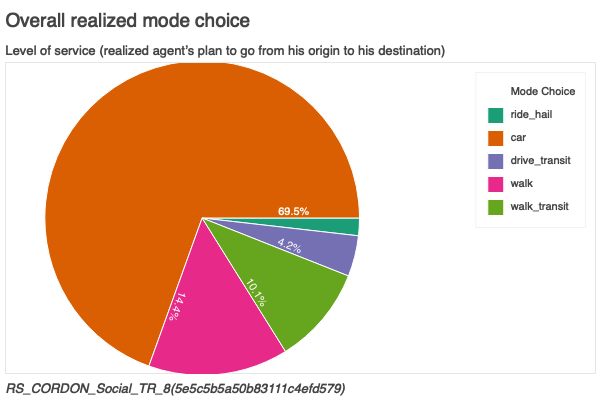 Overall realized mode choice
Level of service (realized agent's plan to go from his origin to his destination)
Mode Choice
ride_hail
car
drive_transit
walk
walk_transit
69.5%
4.2%
10.1%
14.4%
RS_CORDON_Social_TR_8(5e5c5b5a50b83111c4efd579)